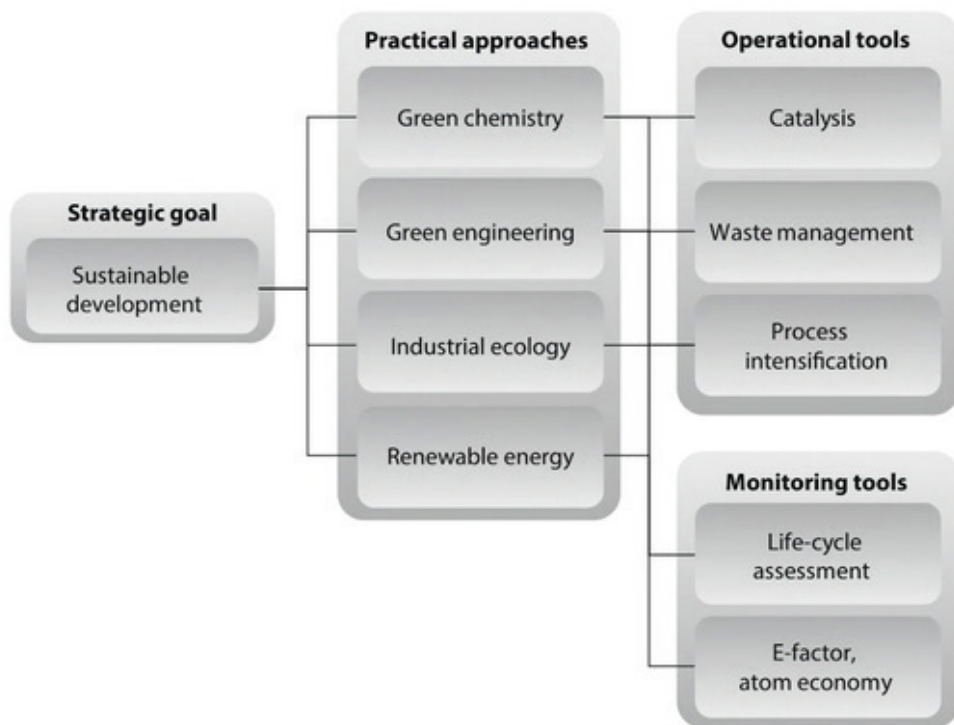 Strategic goal
Sustainable
development
Practical approaches
Green chemistry
Green engineering
Industrial ecology
Renewable energy
Operational tools
Catalysis
Waste management
Process
intensification
Monitoring tools
Life-cycle
assessment
E-factor,
atom economy